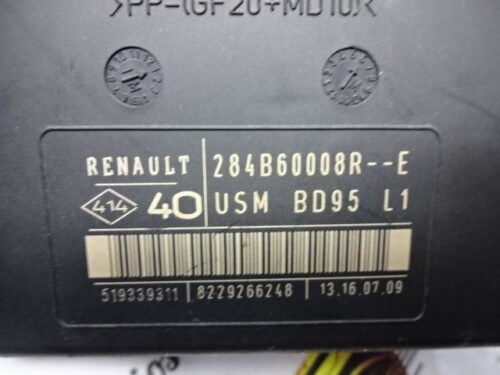 >PP-(GF20+MD10)<
RENAULT 284B60008R--E
414 40 USM BD95 L1
519339311 8229266248 13.16.07.09